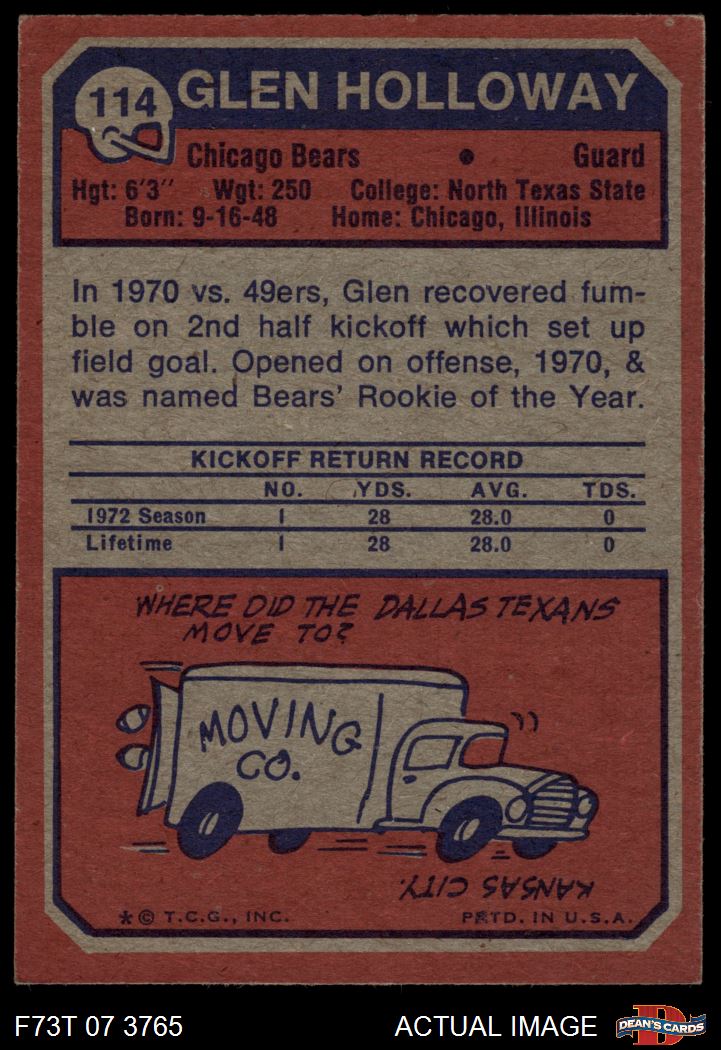 114 GLEN HOLLOWAY
Chicago Bears • Guard
Hgt: 6'3" Wgt: 250 College: North Texas State
Born: 9-16-48 Home: Chicago, Illinois
In 1970 vs. 49ers, Glen recovered fum-
ble on 2nd half kickoff which set up
field goal. Opened on offense, 1970, &
was named Bears' Rookie of the Year.
KICKOFF RETURN RECORD
NO. YDS. AVG. TDS.
1972 Season 1 28 28.0 0
Lifetime 1 28 28.0 0
WHERE DID THE DALLAS TEXANS
MOVE TO?
MOVING
CO.
KANSAS CITY.
* © T.C.G., INC. PRTD. IN U.S.A.
F73T 07 3765 ACTUAL IMAGE D DEAN'S CARDS